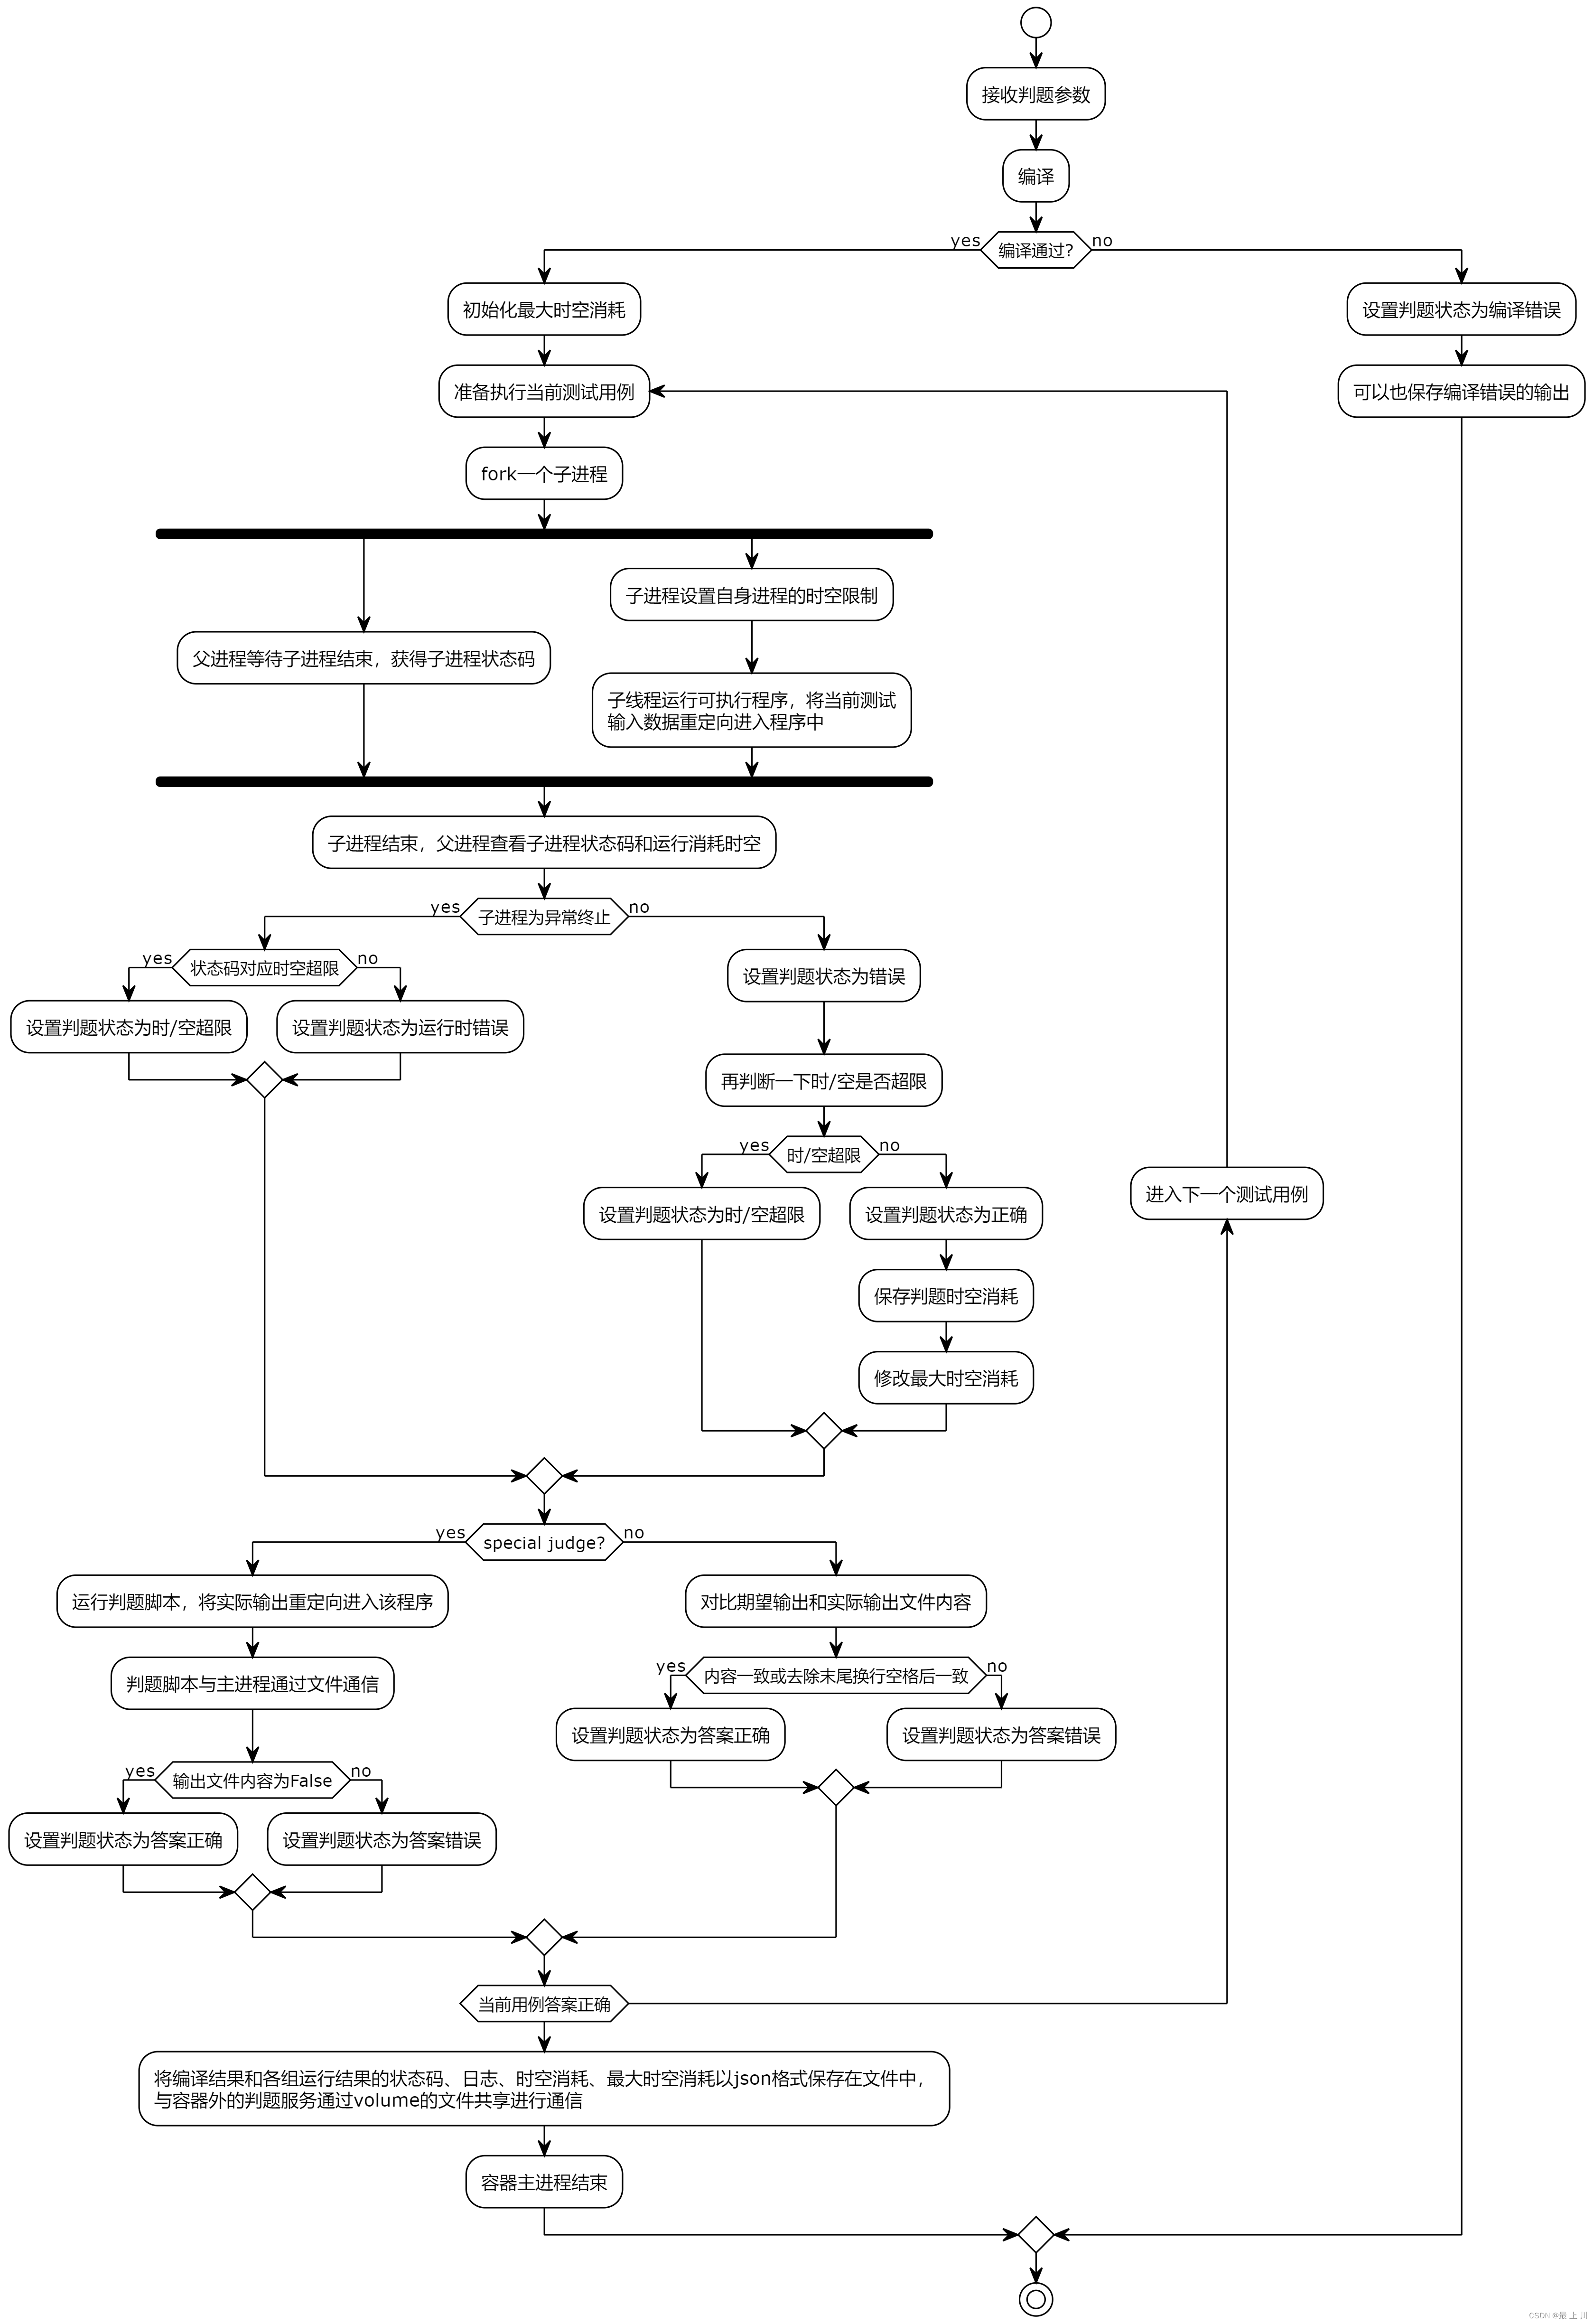 接收判题参数
编译
yes
编译通过?
no
初始化最大时空消耗
设置判题状态为编译错误
准备执行当前测试用例
可以也保存编译错误的输出
fork一个子进程
子进程设置自身进程的时空限制
父进程等待子进程结束，获得子进程状态码
子线程运行可执行程序，将当前测试
输入数据重定向进入程序中
子进程结束，父进程查看子进程状态码和运行消耗时空
yes
子进程为异常终止
no
yes
状态码对应时空超限
no
设置判题状态为错误
设置判题状态为时/空超限
设置判题状态为运行时错误
再判断一下时/空是否超限
yes
时/空超限
no
进入下一个测试用例
设置判题状态为时/空超限
设置判题状态为正确
保存判题时空消耗
修改最大时空消耗
yes
special judge?
no
运行判题脚本，将实际输出重定向进入该程序
对比期望输出和实际输出文件内容
yes
内容一致或去除末尾换行空格后一致
no
判题脚本与主进程通过文件通信
设置判题状态为答案正确
设置判题状态为答案错误
yes
输出文件内容为False
no
设置判题状态为答案正确
设置判题状态为答案错误
当前用例答案正确
将编译结果和各组运行结果的状态码、日志、时空消耗、最大时空消耗以json格式保存在文件中，
与容器外的判题服务通过volume的文件共享进行通信
容器主进程结束
CSDN @最 上 川